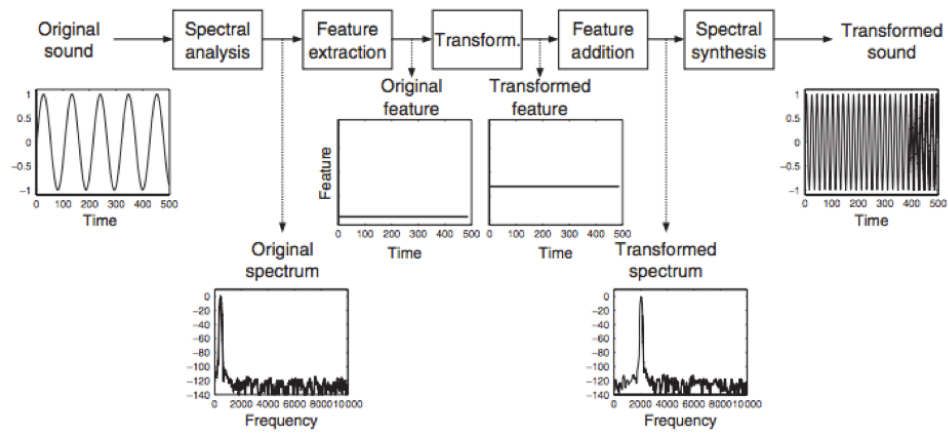 Original
sound
Spectral
analysis
Feature
extraction
Transform.
Feature
addition
Spectral
synthesis
Transformed
sound
Original
feature
Transformed
feature
1
0.5
0
−0.5
−1
0 100 200 300 400 500
Time
Feature
0 100 200 300 400 500
Time
0 100 200 300 400 500
Time
1
0.5
0
−0.5
−1
0 100 200 300 400 500
Time
Original
spectrum
0
−20
−40
−60
−80
−100
−120
−140
0 2000 4000 6000 8000 10000
Frequency
Transformed
spectrum
0
−20
−40
−60
−80
−100
−120
−140
0 2000 4000 6000 8000 10000
Frequency